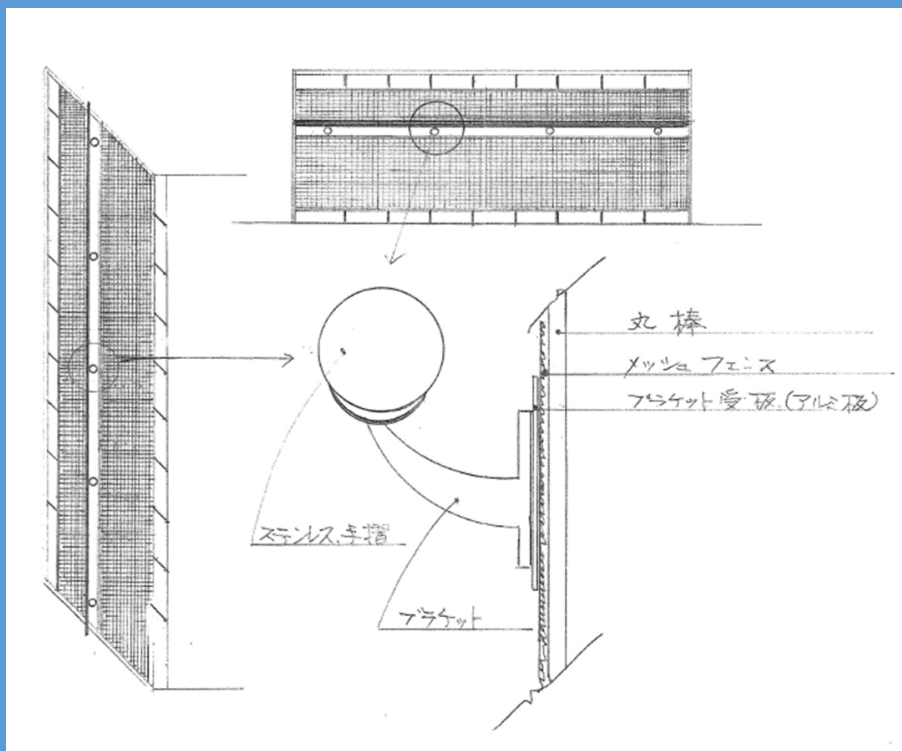 丸棒
メッシュフェンス
ブラケット受板(アルミ板)
ステンレス手摺
ブラケット